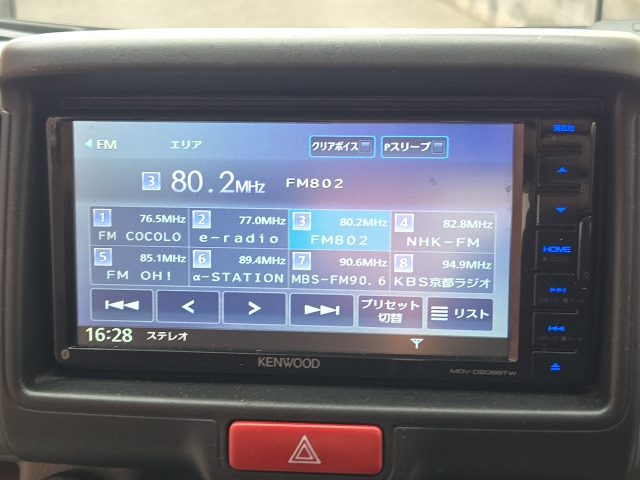 FM エリア クリアボイス Pスリープ
3 80.2MHz FM802
1 76.5MHz FM COCOLO
2 77.0MHz e-radio
3 80.2MHz FM802
4 82.8MHz NHK-FM
5 85.1MHz FM OH!
6 89.4MHz α-STATION
7 90.6MHz MBS-FM90.6
8 94.9MHz KBS京都ラジオ
プリセット
切替
リスト
16:28 ステレオ
KENWOOD
現在地
HOME